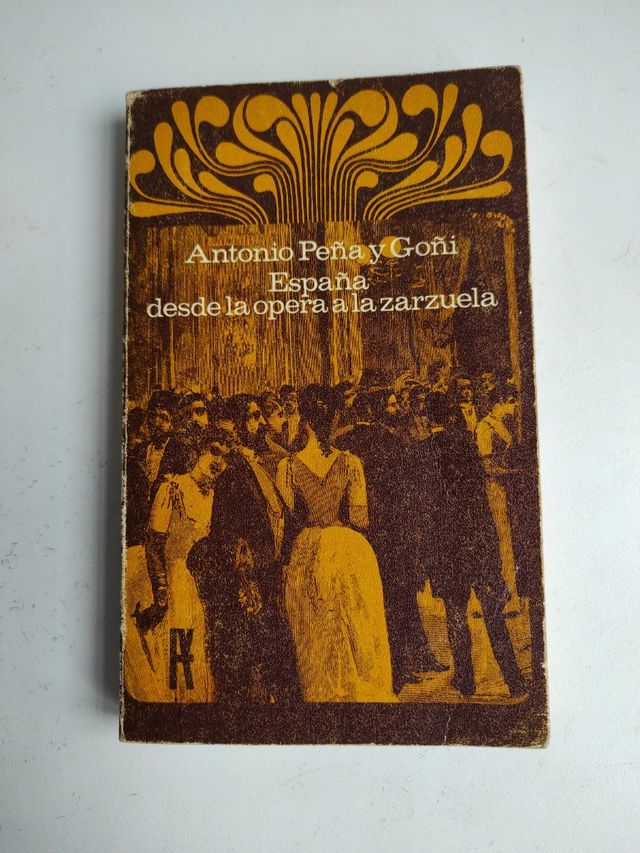 Antonio Peña y Goñi
España
desde la opera a la zarzuela